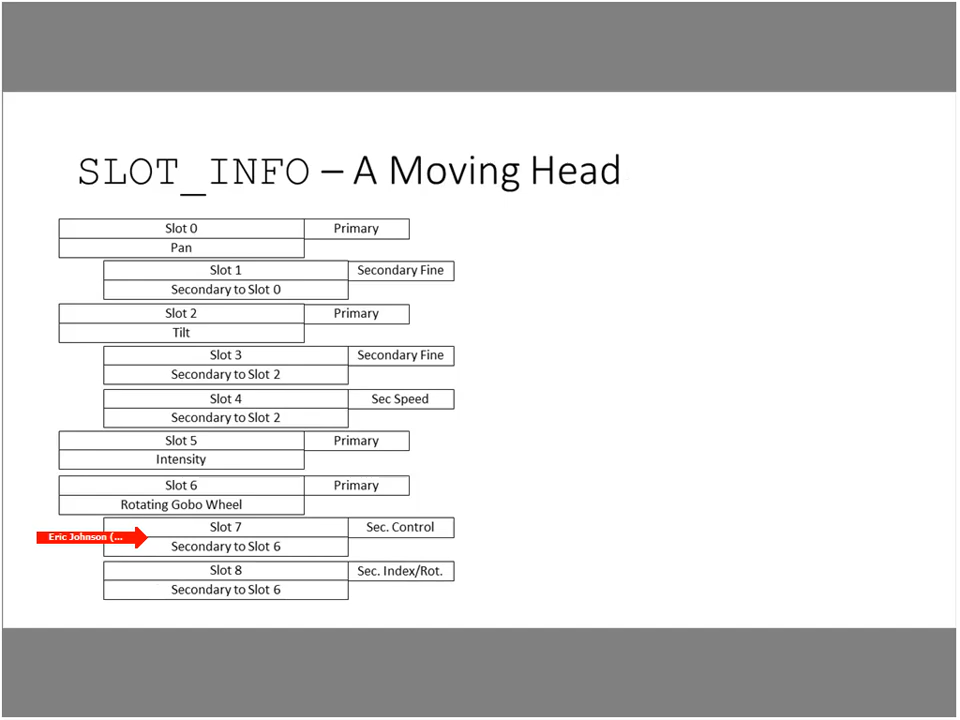 SLOT_INFO – A Moving Head
Slot 0 Primary
Pan
Slot 1 Secondary Fine
Secondary to Slot 0
Slot 2 Primary
Tilt
Slot 3 Secondary Fine
Secondary to Slot 2
Slot 4 Sec Speed
Secondary to Slot 2
Slot 5 Primary
Intensity
Slot 6 Primary
Rotating Gobo Wheel
Slot 7 Sec. Control
Eric Johnson (...
Secondary to Slot 6
Slot 8 Sec. Index/Rot.
Secondary to Slot 6